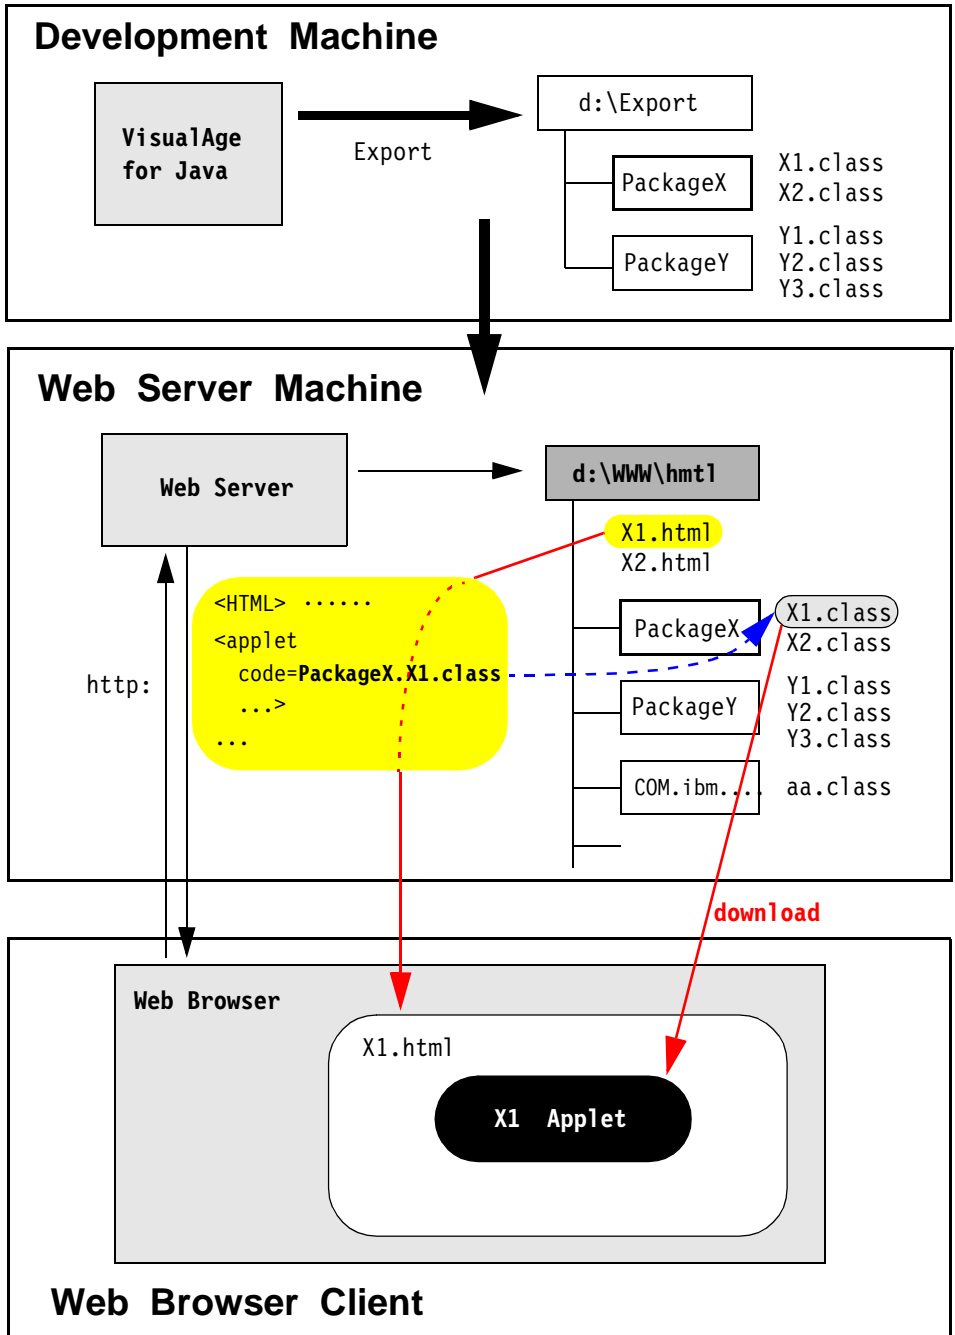 Development Machine
VisualAge
for Java
Export
d:\Export
PackageX
X1.class
X2.class
PackageY
Y1.class
Y2.class
Y3.class
Web Server Machine
Web Server
d:\WWW\hmtl
X1.html
X2.html
<HTML> ......
<applet
code=PackageX.X1.class
...>
...
http:
PackageX
X1.class
X2.class
PackageY
Y1.class
Y2.class
Y3.class
COM.ibm....
aa.class
download
Web Browser
X1.html
X1 Applet
Web Browser Client